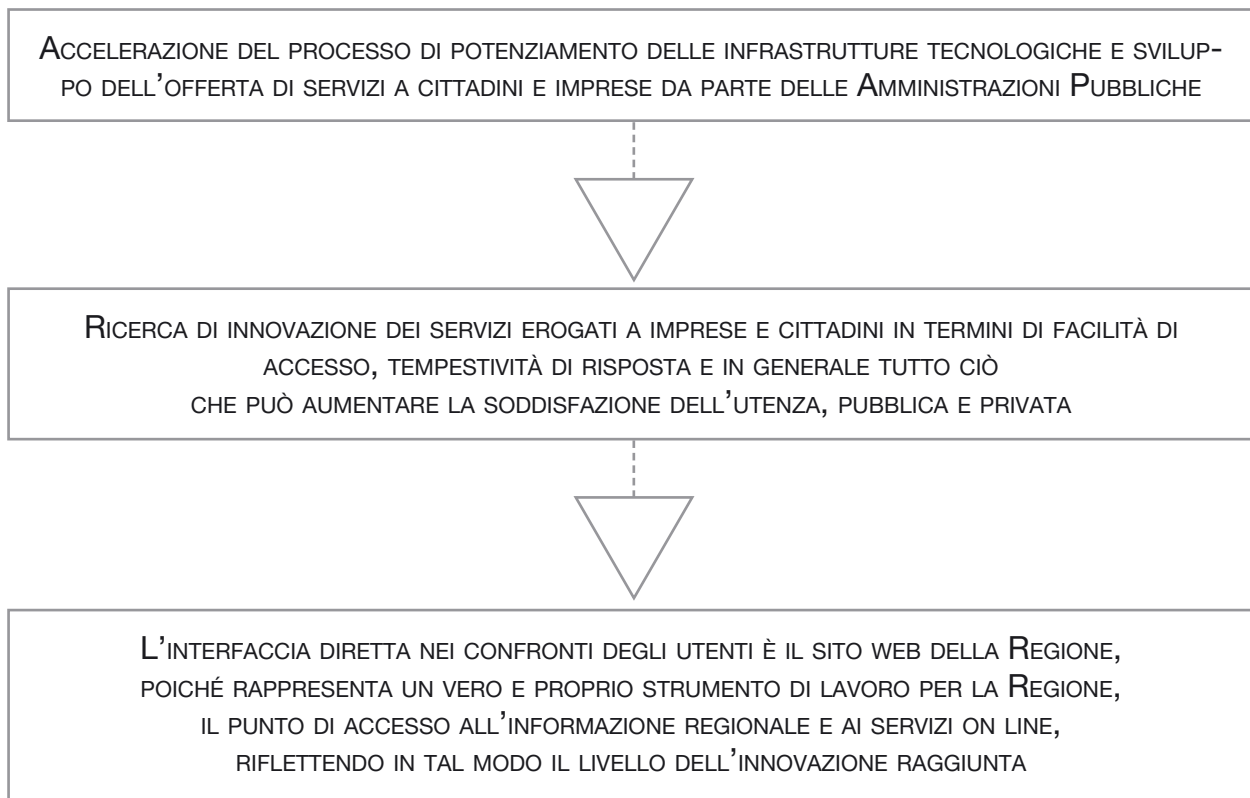 Accelerazione del processo di potenziamento delle infrastrutture tecnologiche e svilup-
po dell'offerta di servizi a cittadini e imprese da parte delle Amministrazioni Pubbliche
Ricerca di innovazione dei servizi erogati a imprese e cittadini in termini di facilità di
accesso, tempestività di risposta e in generale tutto ciò
che può aumentare la soddisfazione dell'utenza, pubblica e privata
L'interfaccia diretta nei confronti degli utenti è il sito web della Regione,
poiché rappresenta un vero e proprio strumento di lavoro per la Regione,
il punto di accesso all'informazione regionale e ai servizi on line,
riflettendo in tal modo il livello dell'innovazione raggiunta